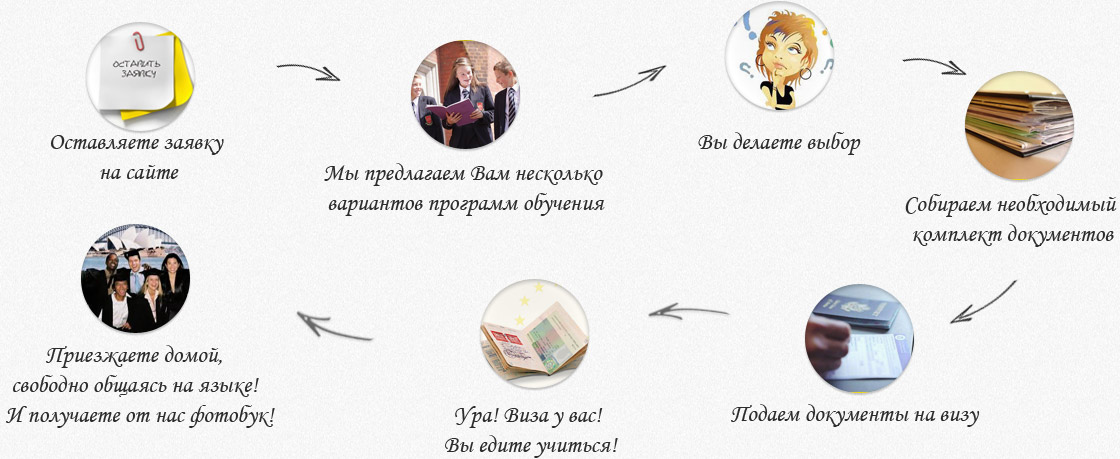 ОСТАВИТЬ
ЗАЯВКУ
Оставляете заявку
на сайте
Мы предлагаем Вам несколько
вариантов программ обучения
Вы делаете выбор
Собираем необходимый
комплект документов
Подаем документы на визу
Ура! Виза у вас!
Вы едите учиться!
Приезжаете домой,
свободно общаясь на языке!
И получаете от нас фотобук!